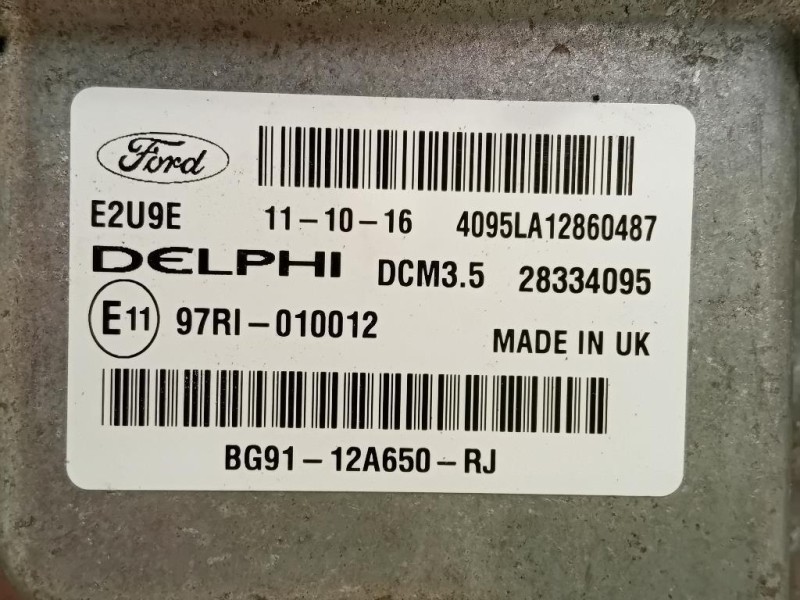 Ford
E2U9E 11-10-16 4095LA12860487
DELPHI DCM3.5 28334095
E11 97RI-010012 MADE IN UK
BG91-12A650-RJ